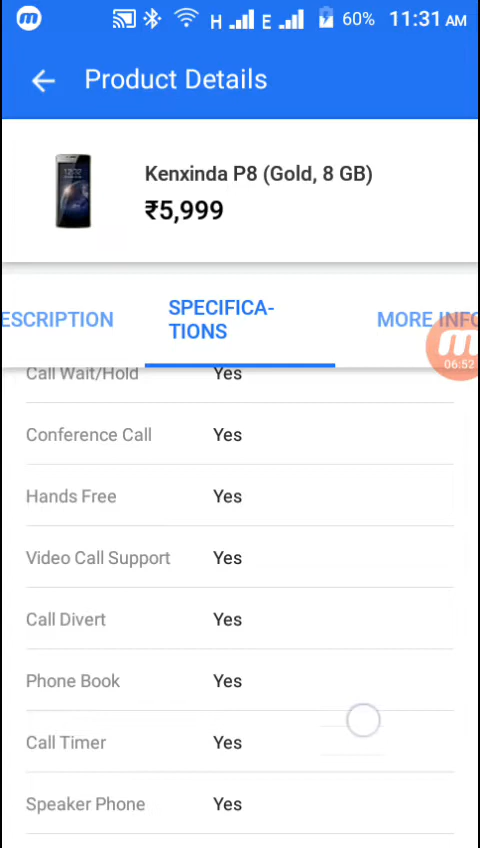 H E 60% 11:31 AM
Product Details
Kenxinda P8 (Gold, 8 GB)
₹5,999
ESCRIPTION SPECIFICA-
TIONS MORE INFO
06:52
Call Wait/Hold Yes
Conference Call Yes
Hands Free Yes
Video Call Support Yes
Call Divert Yes
Phone Book Yes
Call Timer Yes
Speaker Phone Yes